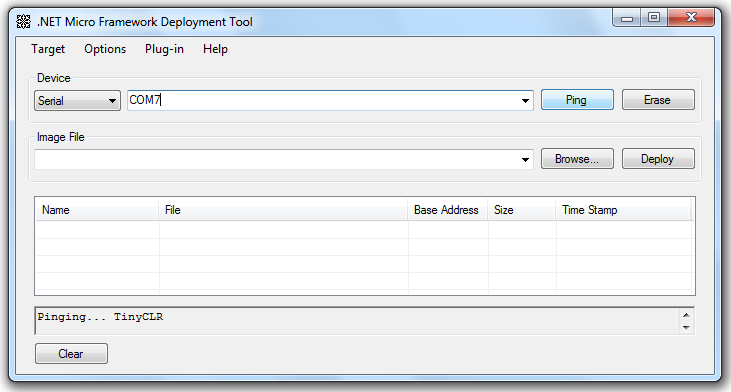 .NET Micro Framework Deployment Tool
Target Options Plug-in Help
Device
Serial COM7 Ping Erase
Image File
Browse... Deploy
Name File Base Address Size Time Stamp
Pinging... TinyCLR
Clear